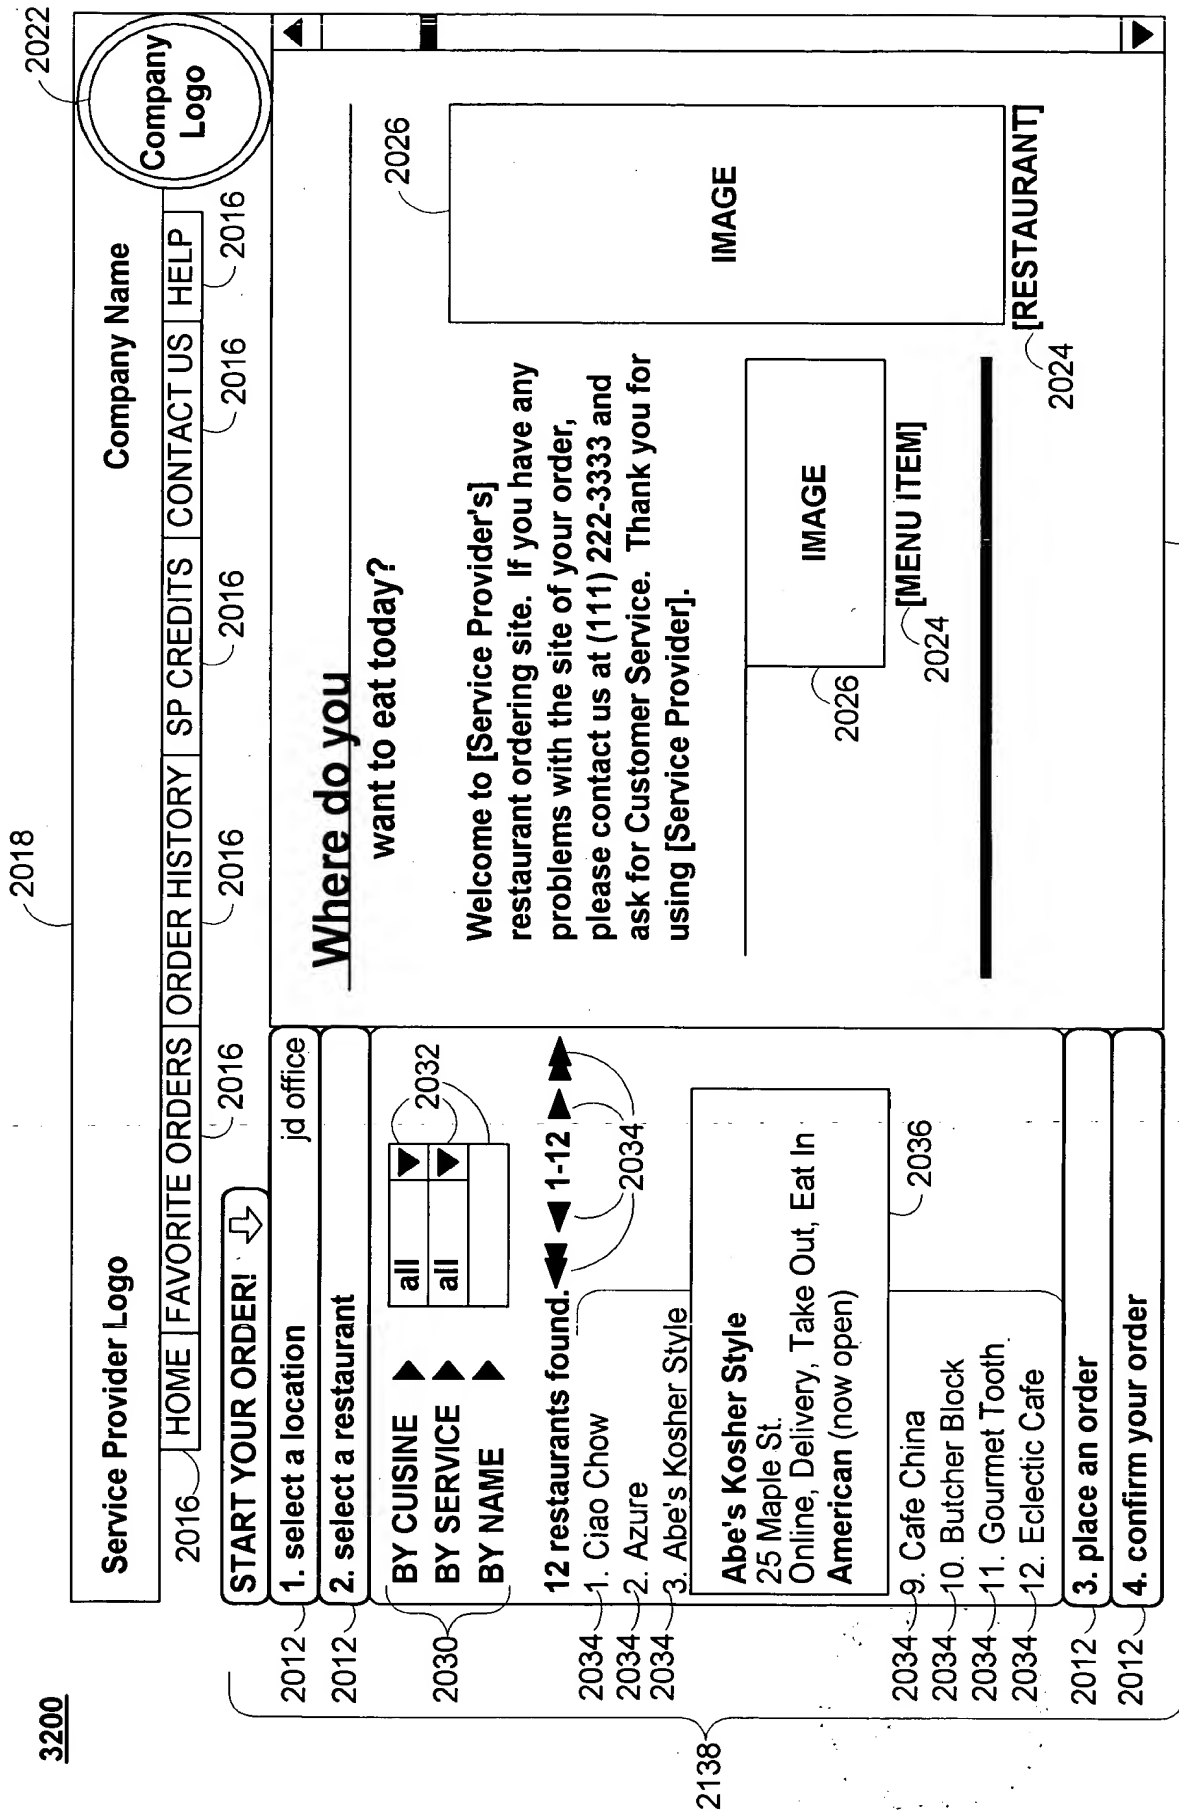 3200
2018
2022
Service Provider Logo
Company Name
Company
Logo
2016
HOME
FAVORITE ORDERS
ORDER HISTORY
SP CREDITS
CONTACT US
HELP
2016
2016
2016
2016
2016
START YOUR ORDER!
2012
1. select a location
jd office
2012
2. select a restaurant
2030
BY CUISINE
all
BY SERVICE
all
BY NAME
2032
12 restaurants found.
1-12
2034
2034
1. Ciao Chow
2034
2. Azure
2034
3. Abe's Kosher Style
Abe's Kosher Style
25 Maple St.
Online, Delivery, Take Out, Eat In
American (now open)
2036
2034
9. Cafe China
2034
10. Butcher Block
2034
11. Gourmet Tooth
2034
12. Eclectic Cafe
2012
3. place an order
2012
4. confirm your order
2138
Where do you
want to eat today?
Welcome to [Service Provider's]
restaurant ordering site. If you have any
problems with the site of your order,
please contact us at (111) 222-3333 and
ask for Customer Service. Thank you for
using [Service Provider].
2026
IMAGE
[RESTAURANT]
2024
IMAGE
2026
[MENU ITEM]
2024